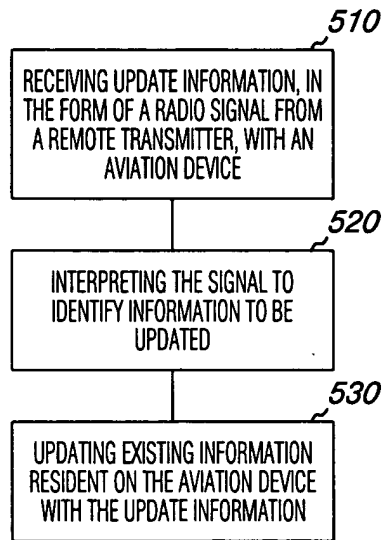 510
RECEIVING UPDATE INFORMATION, IN
THE FORM OF A RADIO SIGNAL FROM
A REMOTE TRANSMITTER, WITH AN
AVIATION DEVICE
520
INTERPRETING THE SIGNAL TO
IDENTIFY INFORMATION TO BE
UPDATED
530
UPDATING EXISTING INFORMATION
RESIDENT ON THE AVIATION DEVICE
WITH THE UPDATE INFORMATION